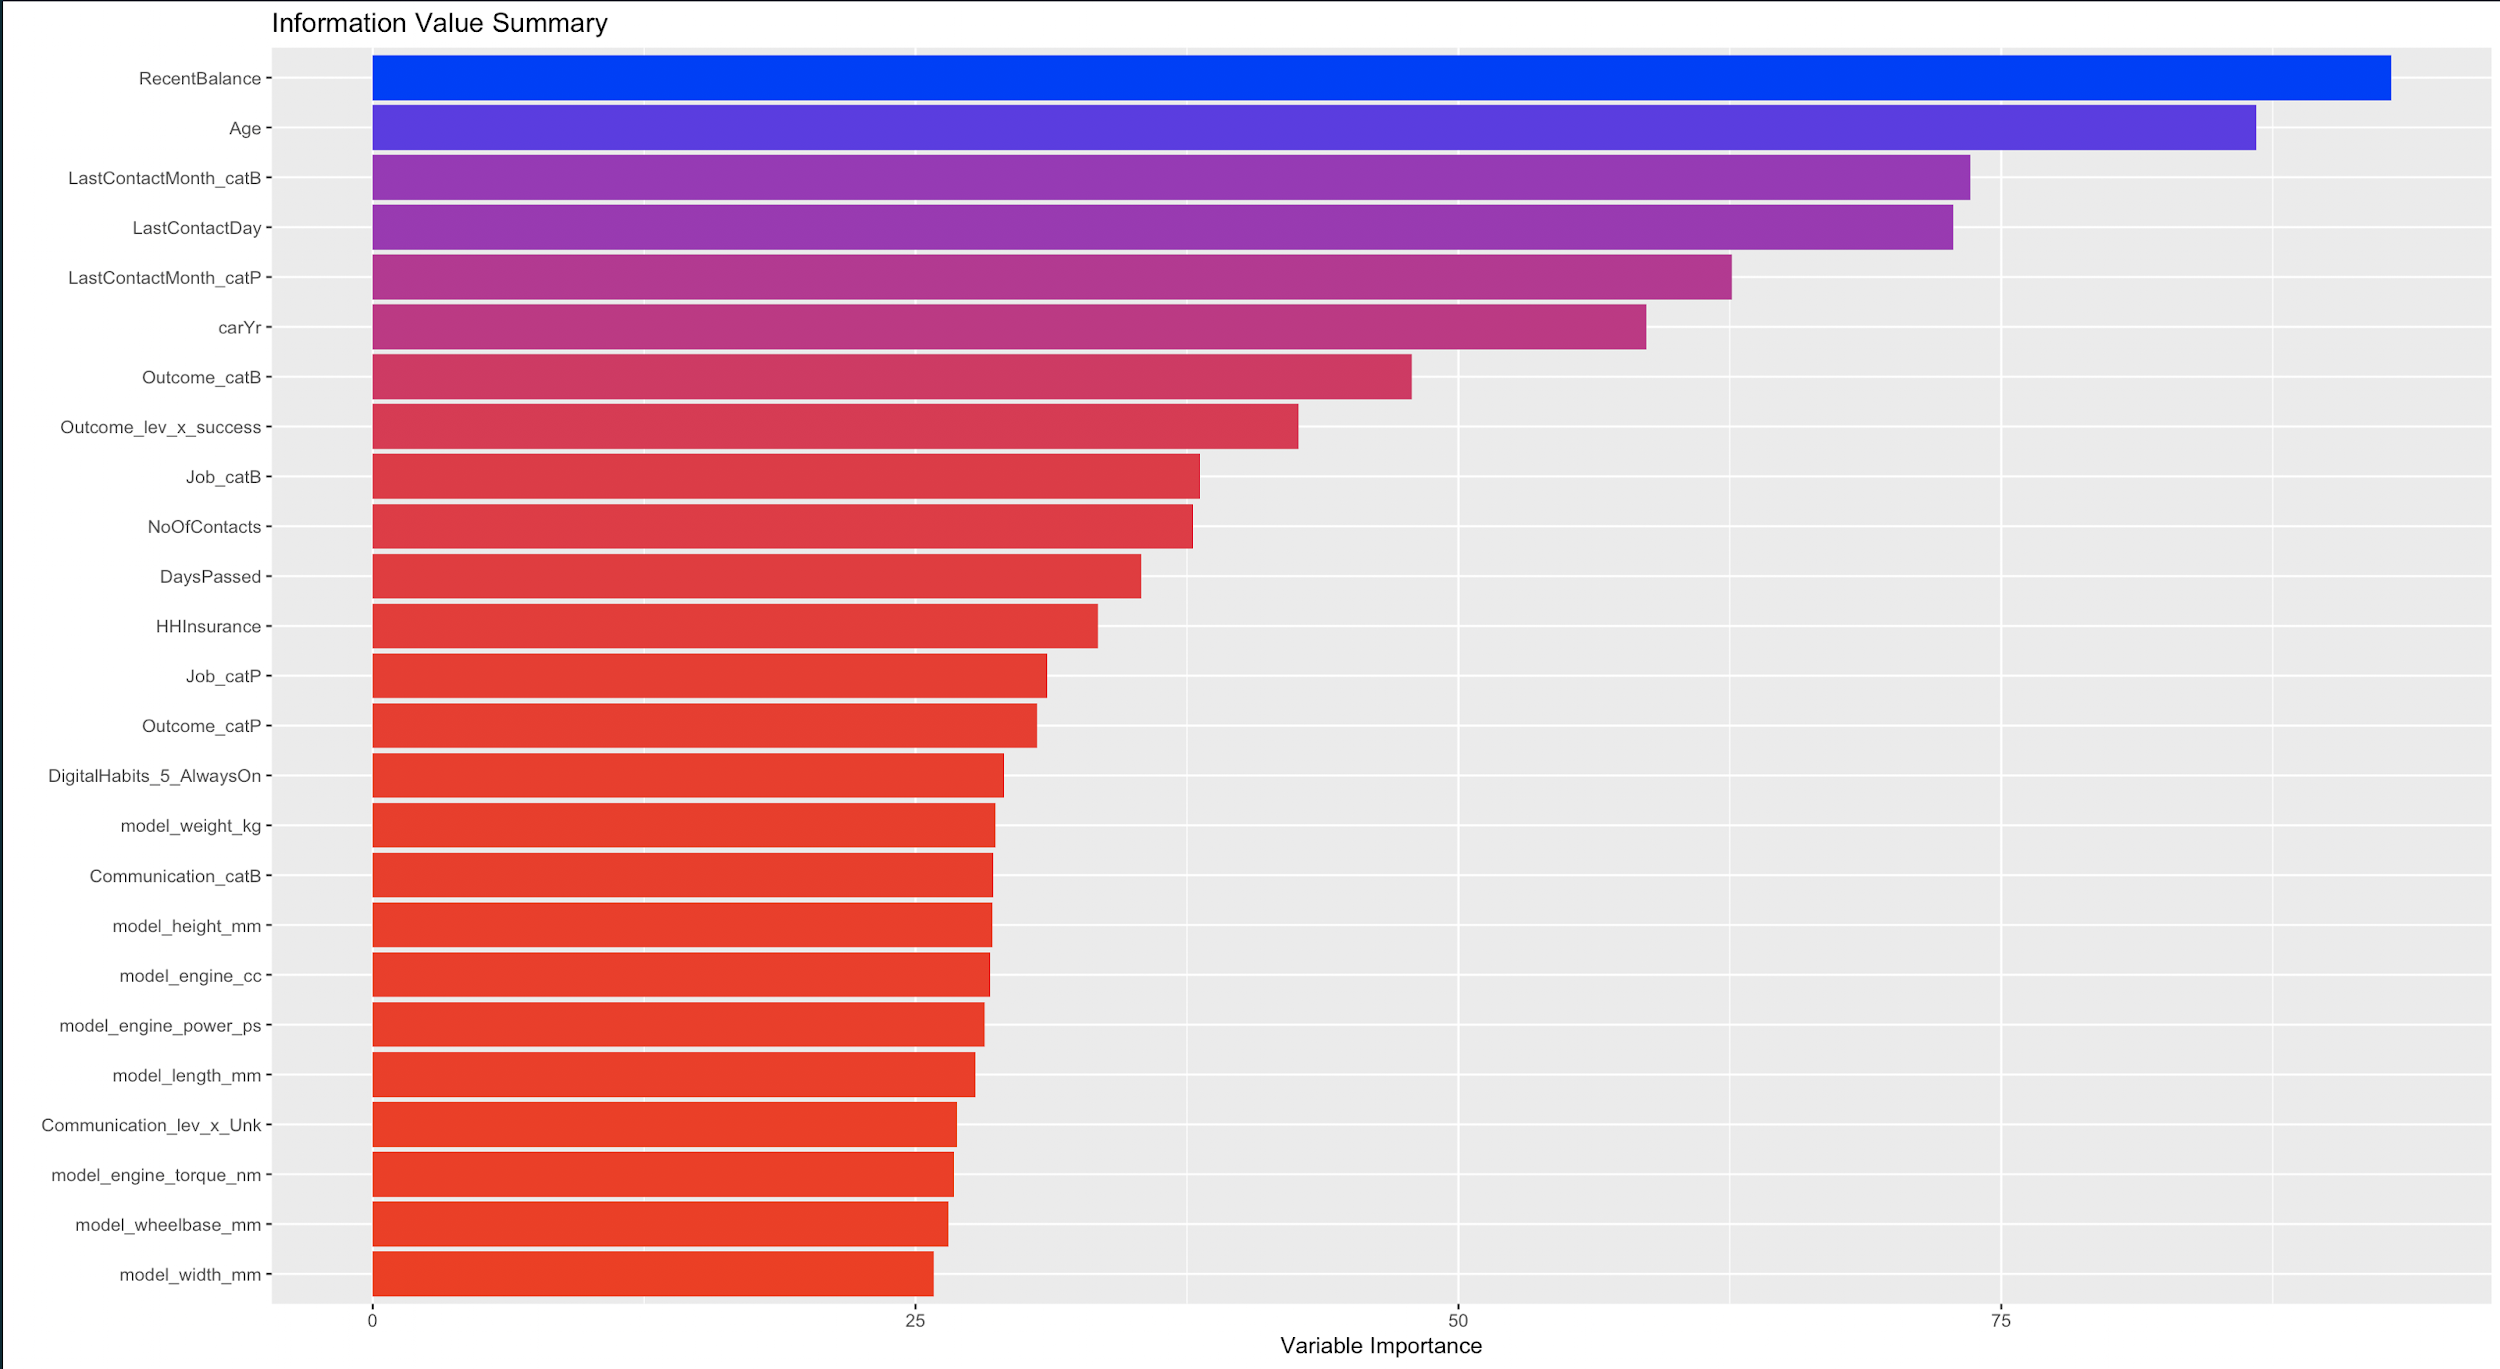 Information Value Summary
RecentBalance
Age
LastContactMonth_catB
LastContactDay
LastContactMonth_catP
carYr
Outcome_catB
Outcome_lev_x_success
Job_catB
NoOfContacts
DaysPassed
HHInsurance
Job_catP
Outcome_catP
DigitalHabits_5_AlwaysOn
model_weight_kg
Communication_catB
model_height_mm
model_engine_cc
model_engine_power_ps
model_length_mm
Communication_lev_x_Unk
model_engine_torque_nm
model_wheelbase_mm
model_width_mm
0 25 50 75
Variable Importance